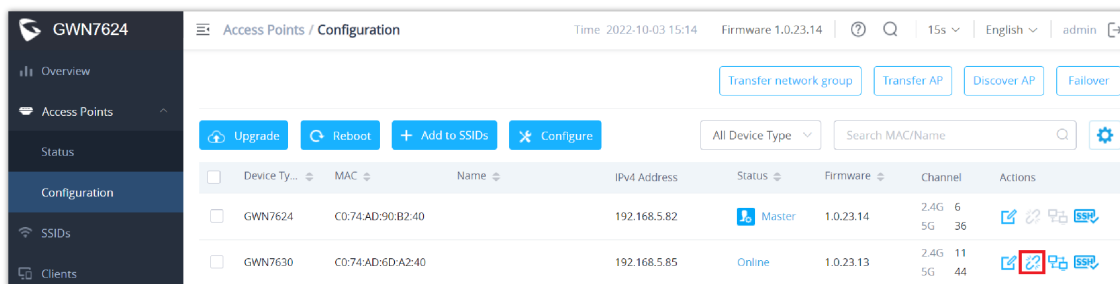 GWN7624
Access Points / Configuration
Time 2022-10-03 15:14
Firmware 1.0.23.14
15s
English
admin
Overview
Transfer network group
Transfer AP
Discover AP
Failover
Access Points
Upgrade
Reboot
Add to SSIDs
Configure
All Device Type
Search MAC/Name
Status
Configuration
SSIDs
Clients
Device Ty... MAC Name IPv4 Address Status Firmware Channel Actions
GWN7624 C0:74:AD:90:B2:40 192.168.5.82 Master 1.0.23.14 2.4G 6 SSH
5G 36
GWN7630 C0:74:AD:6D:A2:40 192.168.5.85 Online 1.0.23.13 2.4G 11 SSH
5G 44